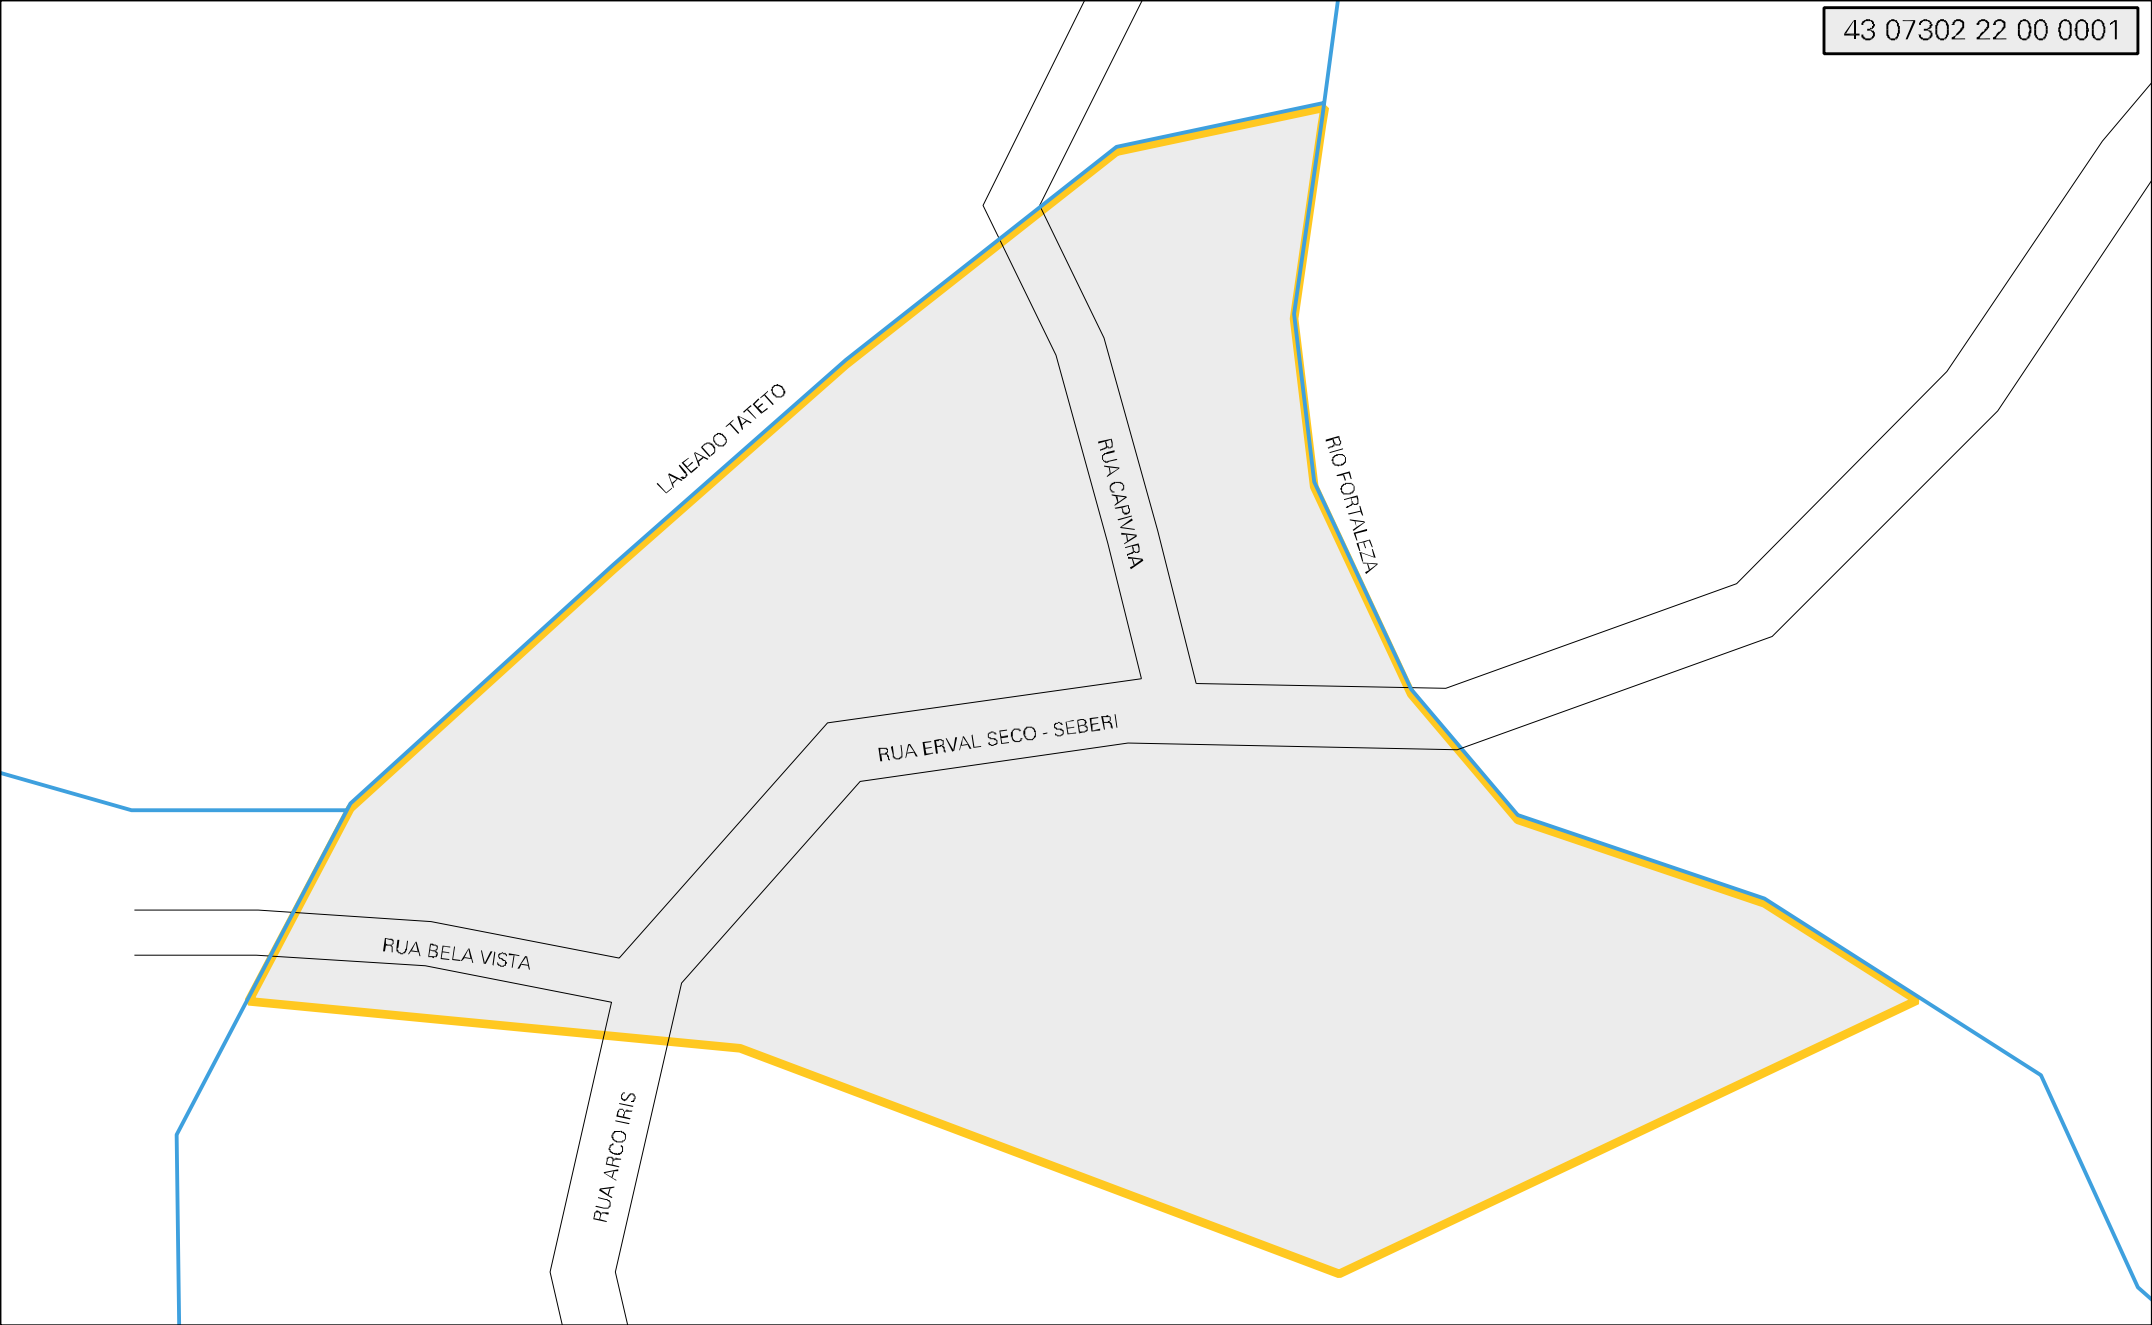 43 07302 22 00 0001
LAJEADO TATETO
RUA CAPIVARA
RIO FORTALEZA
RUA ERVAL SECO - SEBERI
RUA BELA VISTA
RUA ARCO IRIS